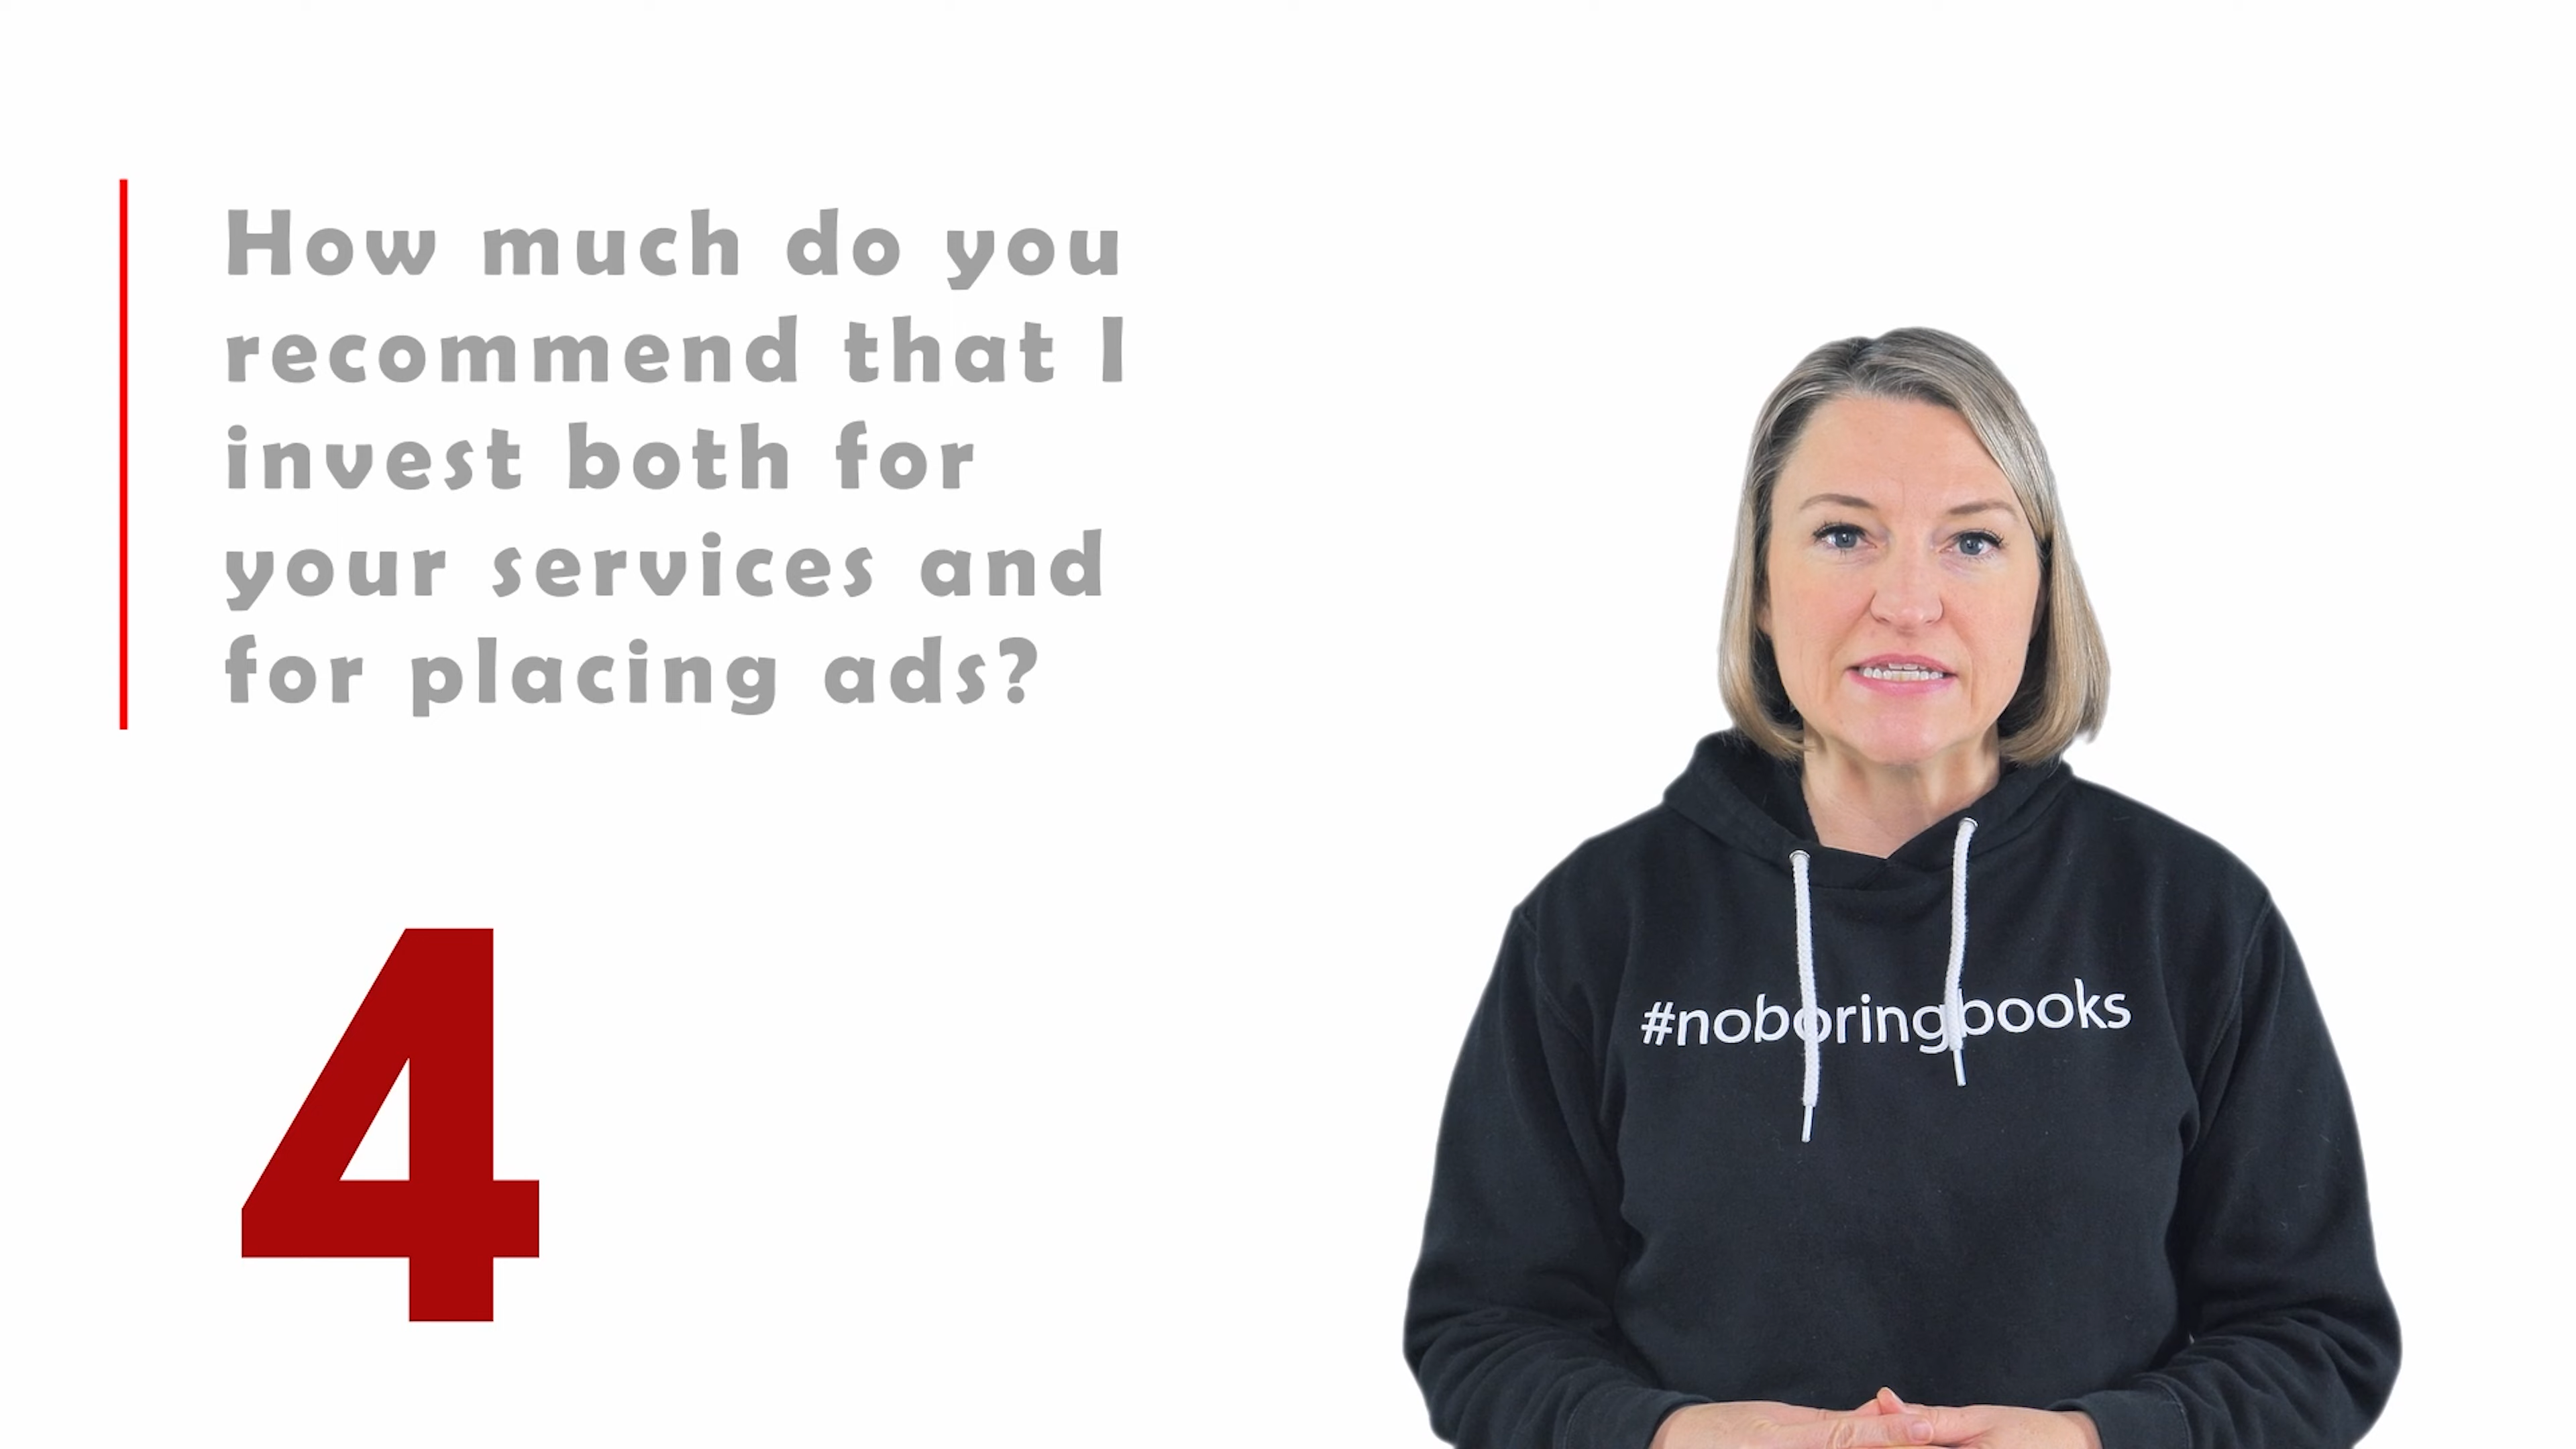 How much do you
recommend that I
invest both for
your services and
for placing ads?
4
#noboringbooks